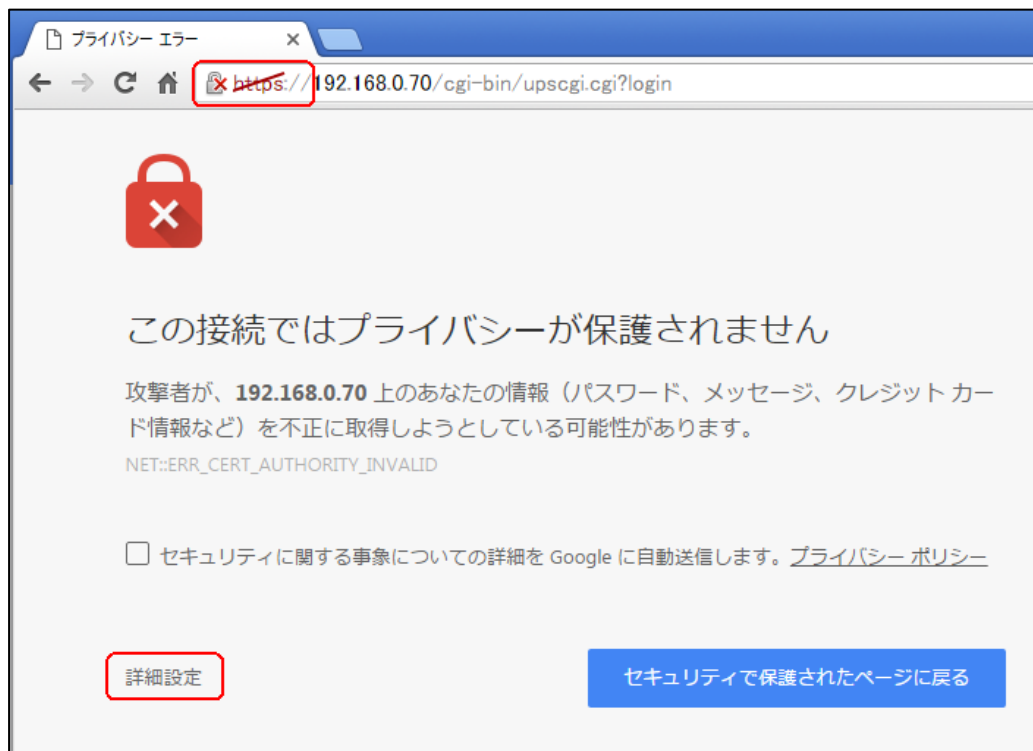 プライバシー エラー
https://192.168.0.70/cgi-bin/upscgi.cgi?login
この接続ではプライバシーが保護されません
攻撃者が、192.168.0.70 上のあなたの情報（パスワード、メッセージ、クレジット カー
ド情報など）を不正に取得しようとしている可能性があります。
NET::ERR_CERT_AUTHORITY_INVALID
セキュリティに関する事象についての詳細を Google に自動送信します。プライバシー ポリシー
詳細設定
セキュリティで保護されたページに戻る